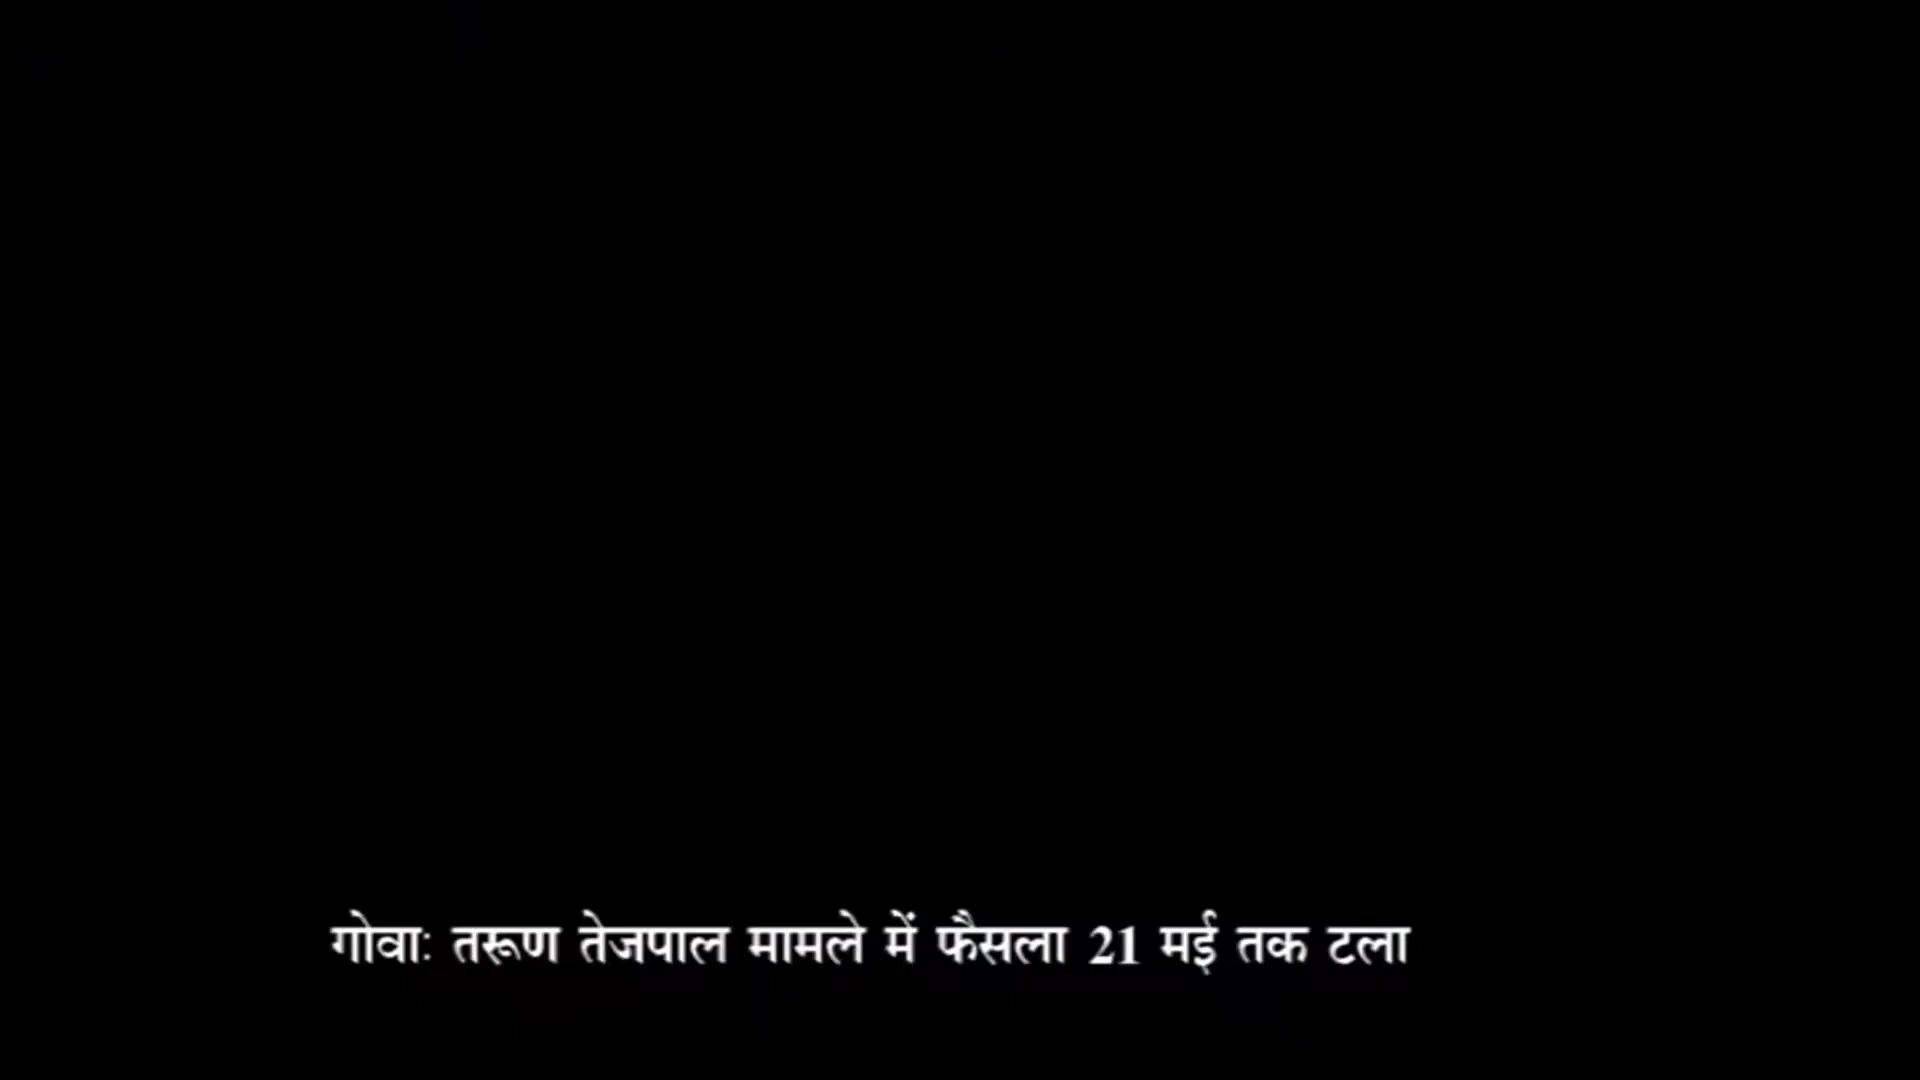 गोवाः तरूण तेजपाल मामले में फैसला 21 मई तक टला